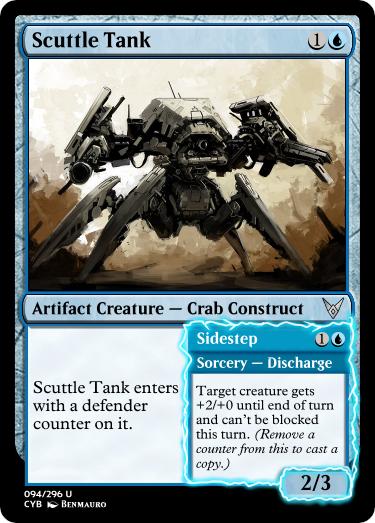 Scuttle Tank 1
Artifact Creature — Crab Construct
Scuttle Tank enters
with a defender
counter on it.
Sidestep 1
Sorcery — Discharge
Target creature gets
+2/+0 until end of turn
and can't be blocked
this turn. (Remove a
counter from this to cast a
copy.)
2/3
094/296 U
CYB Benmauro